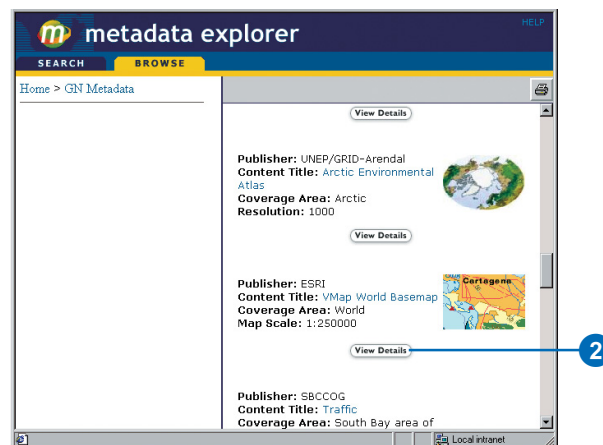 metadata explorer
HELP
SEARCH BROWSE
Home > GN Metadata
View Details
Publisher: UNEP/GRID-Arendal
Content Title: Arctic Environmental
Atlas
Coverage Area: Arctic
Resolution: 1000
View Details
Publisher: ESRI
Content Title: VMap World Basemap
Coverage Area: World
Map Scale: 1:250000
Cartagena
View Details
2
Publisher: SBCCOG
Content Title: Traffic
Coverage Area: South Bay area of
Local intranet